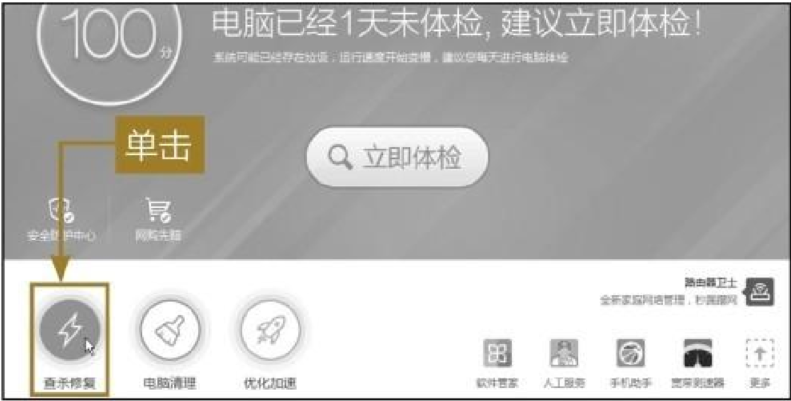 100分
电脑已经1天未体检，建议立即体检!
系统可能已经存在垃圾，运行速度开始变慢，建议您每天进行电脑体检
单击
立即体检
安全防护中心
网购先赔
路由器卫士
全新家庭网络管理，秒踢蹭网
查杀修复
电脑清理
优化加速
软件管家
人工服务
手机助手
宽带测速器
更多